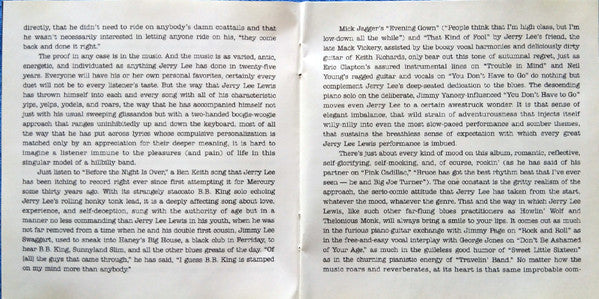 directly, that he didn't need to ride on anybody's damn coattails and that
he wasn't necessarily interested in letting anyone ride on his, "they come
back and done it right."
The proof in any case is in the music. And the music is as varied, antic,
energetic, and individuated as anything Jerry Lee has done in twenty-five
years. Everyone will have his or her own personal favorites, certainly every
duet will not be to every listener's taste. But the way that Jerry Lee Lewis
has thrown himself into each and every song with all of his characteristic
yips, yelps, yodels, and roars, the way that he has accompanied himself not
just with his usual sweeping glissandos but with a two-handed boogie-woogie
approach that ranges uninhibitedly up and down the keyboard, most of all
the way that he has put across lyrics whose compulsive personalization is
matched only by an appreciation for their deeper meaning, it is hard to
imagine a listener immune to the pleasures (and pain) of life in this
singular model of a hillbilly band.
Just listen to "Before the Night Is Over," a Ben Keith song that Jerry Lee
has been itching to record right ever since first attempting it for Mercury
some thirty years ago. With its strangely staccato B.B. King solo echoing
Jerry Lee's rolling honky tonk lead, it is a deeply affecting song about love,
experience, and self-deception, sung with the authority of age but in a
manner no less commanding than Jerry Lee Lewis in his youth, when he was
not far removed from a time when he and his double first cousin, Jimmy Lee
Swaggart, used to sneak into Haney's Big House, a black club in Ferriday, to
hear B.B. King, Sunnyland Slim, and all the other blues greats of the day. "Of
[all] the guys that came through," he has said, "I guess B.B. King is stamped
on my mind more than anybody."
Mick Jagger's "Evening Gown" ("People think that I'm high class, but I'm
low-down all the while") and "That Kind of Fool" by Jerry Lee's friend, the
late Mack Vickery, assisted by the boozy vocal harmonies and deliciously dirty
guitar of Keith Richards, only bear out this tone of autumnal regret, just as
Eric Clapton's assured instrumental lines on "Trouble in Mind" and Neil
Young's ragged guitar and vocals on "You Don't Have to Go" do nothing but
complement Jerry Lee's deep-seated dedication to the blues. The descending
piano solo on the deliberate, Jimmy Yancey-influenced "You Don't Have to Go"
moves even Jerry Lee to a certain awestruck wonder. It is that sense of
elegant imbalance, that wild strain of adventurousness that injects itself
willy-nilly into even the most slow-paced performance and somber themes,
that sustains the breathless sense of expectation with which every great
Jerry Lee Lewis performance is imbued.
There's just about every kind of mood on this album, romantic, reflective,
self glorifying, self-mocking, and, of course, rockin' (as he has said of his
partner on "Pink Cadillac," "Bruce has got the best rhythm beat that I've ever
seen — he and Big Joe Turner"). The one constant is the gritty realism of the
approach, the serio-comic attitude that Jerry Lee has taken from the start,
whatever the mood, whatever the genre. That and the way in which Jerry Lee
Lewis, like such other far-flung blues practitioners as Howlin' Wolf and
Thelonious Monk, will always bring a smile to your lips. It comes out as much
in the furious piano-guitar exchange with Jimmy Page on "Rock and Roll" as
in the free-and-easy vocal interplay with George Jones on "Don't Be Ashamed
of Your Age," as much in the guileless good humor of "Sweet Little Sixteen"
as in the churning pianistic energy of "Travelin' Band." No matter how the
music roars and reverberates, at its heart is that same improbable com-